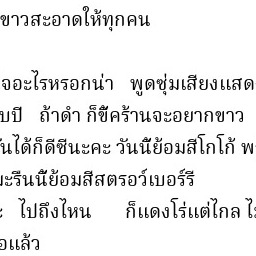 ขาวสะอาดให้ทุกคน
จอะไรหรอกน่า พูดซุ่มเสียงแสด
บปี ถ้าดำ ก็ขี้คร้านจะอยากขาว
นได้ก็ดีซีนะคะ วันนี้ย้อมสีโกโก้ พ
มะรืนนี้ย้อมสีสตรอว์เบอร์รี
ะ ไปถึงไหน ก็แดงโร่แต่ไกล ไม
อแล้ว